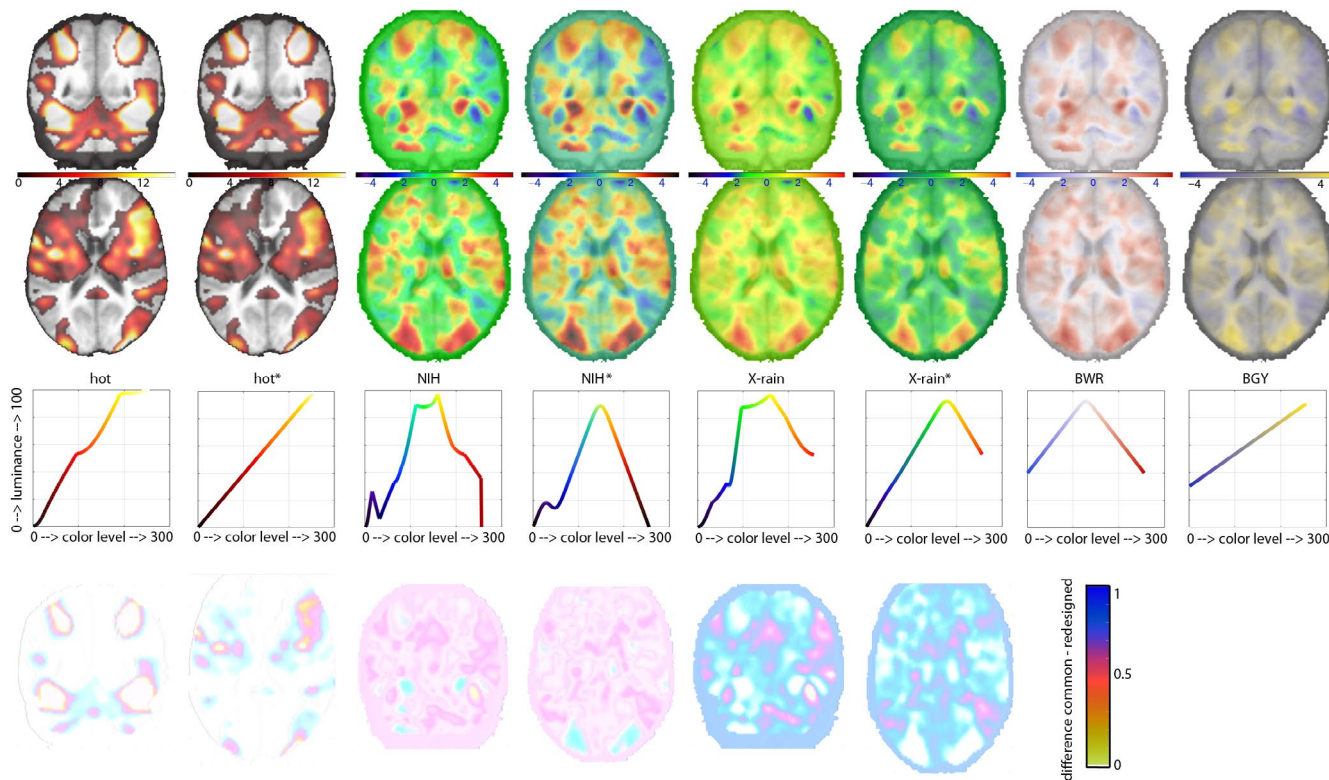 0 4 8 12
0 4 8 12
-4 -2 0 2 4
-4 -2 0 2 4
-4 -2 0 2 4
-4 -2 0 2 4
-4 -2 0 2 4
-4 4
hot
hot*
NIH
NIH*
X-rain
X-rain*
BWR
BGY
0 --> luminance --> 100
0 --> color level --> 300
0 --> color level --> 300
0 --> color level --> 300
0 --> color level --> 300
0 --> color level --> 300
0 --> color level --> 300
0 --> color level --> 300
0 --> color level --> 300
difference common - redesigned
1
0.5
0